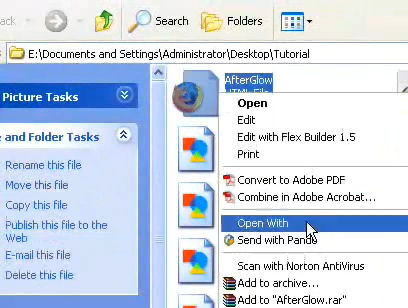 Back
Search
Folders
E:\Documents and Settings\Administrator\Desktop\Tutorial
Picture Tasks
e and Folder Tasks
Rename this file
Move this file
Copy this file
Publish this file to the
Web
E-mail this file
Delete this file
AfterGlow
HTML File
Open
Edit
Edit with Flex Builder 1.5
Print
Convert to Adobe PDF
Combine in Adobe Acrobat...
Open With
Send with Pando
Scan with Norton AntiVirus
Add to archive...
Add to "AfterGlow.rar"